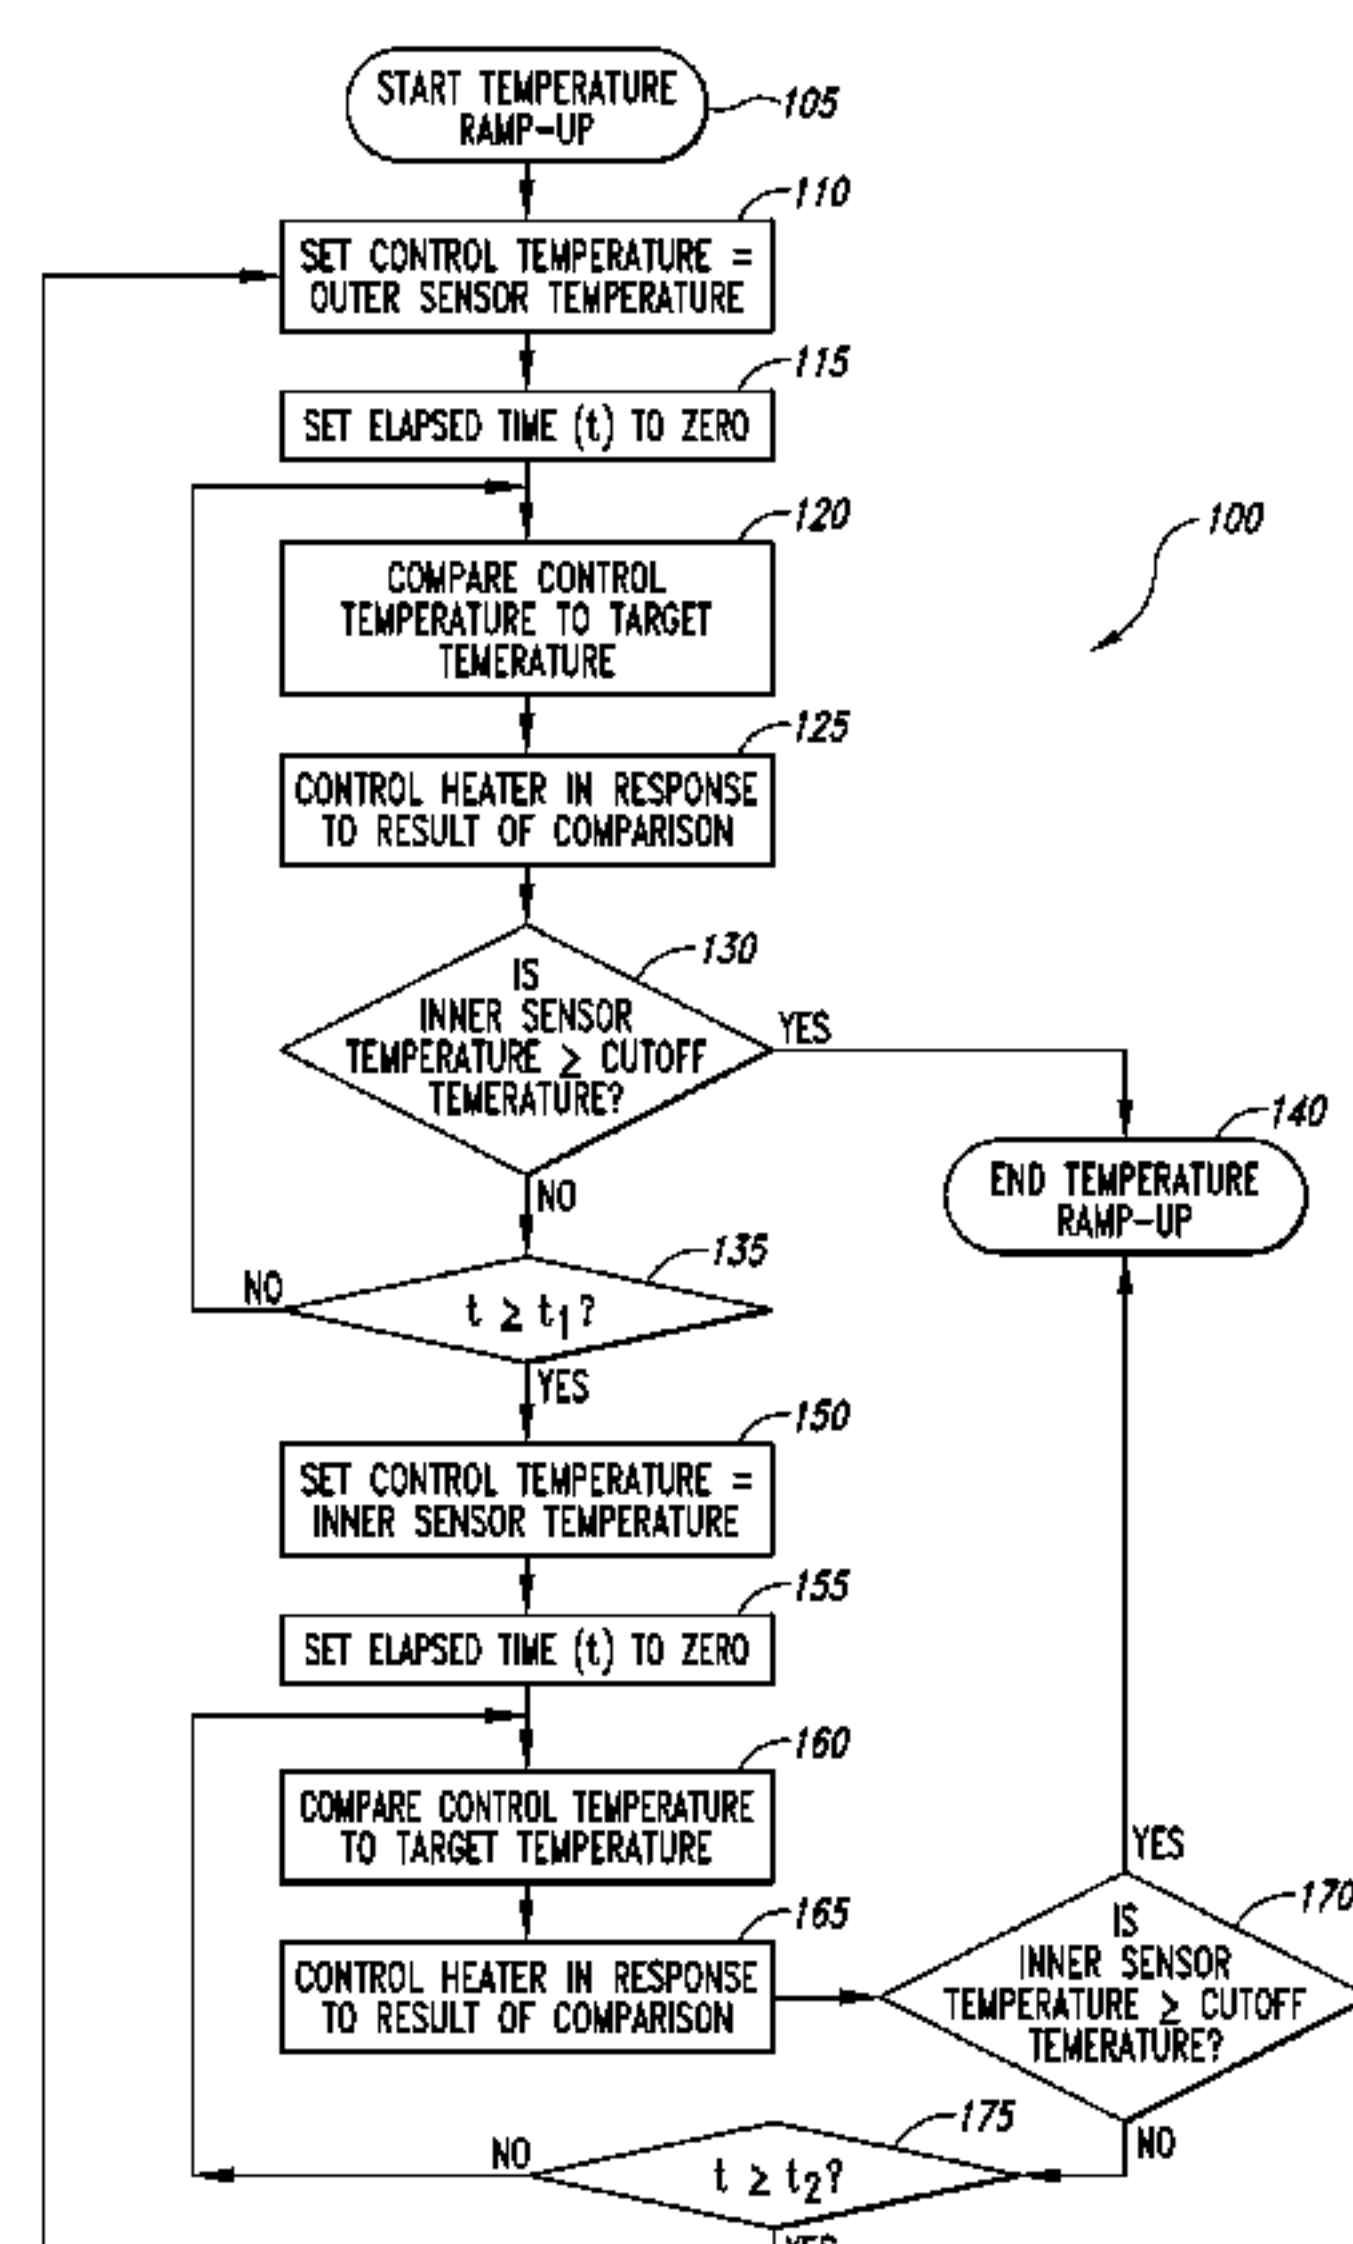 START TEMPERATURE
RAMP-UP
105
110
SET CONTROL TEMPERATURE =
OUTER SENSOR TEMPERATURE
115
SET ELAPSED TIME (t) TO ZERO
120
COMPARE CONTROL
TEMPERATURE TO TARGET
TEMERATURE
100
125
CONTROL HEATER IN RESPONSE
TO RESULT OF COMPARISON
130
IS
INNER SENSOR
TEMPERATURE ≥ CUTOFF
TEMERATURE?
YES
NO
140
END TEMPERATURE
RAMP-UP
135
NO
t ≥ t1?
YES
150
SET CONTROL TEMPERATURE =
INNER SENSOR TEMPERATURE
155
SET ELAPSED TIME (t) TO ZERO
160
COMPARE CONTROL TEMPERATURE
TO TARGET TEMPERATURE
165
CONTROL HEATER IN RESPONSE
TO RESULT OF COMPARISON
YES
170
IS
INNER SENSOR
TEMPERATURE ≥ CUTOFF
TEMERATURE?
NO
175
NO
t ≥ t2?
YES